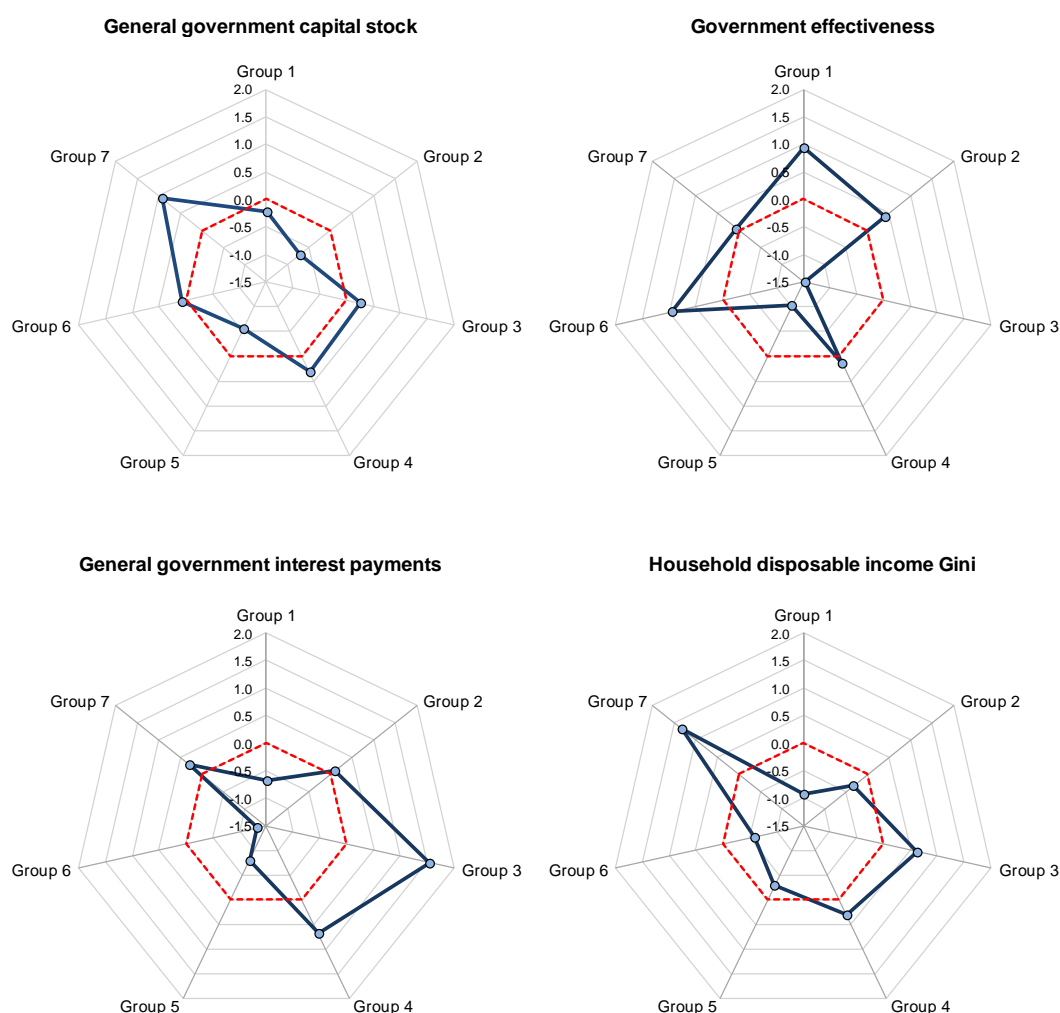 General government capital stock
Group 1
2.0
1.5
1.0
0.5
0.0
-0.5
-1.0
-1.5
Group 2
Group 3
Group 4
Group 5
Group 6
Group 7
Government effectiveness
Group 1
2.0
1.5
1.0
0.5
0.0
-0.5
-1.0
-1.5
Group 2
Group 3
Group 4
Group 5
Group 6
Group 7
General government interest payments
Group 1
2.0
1.5
1.0
0.5
0.0
-0.5
-1.0
-1.5
Group 2
Group 3
Group 4
Group 5
Group 6
Group 7
Household disposable income Gini
Group 1
2.0
1.5
1.0
0.5
0.0
-0.5
-1.0
-1.5
Group 2
Group 3
Group 4
Group 5
Group 6
Group 7